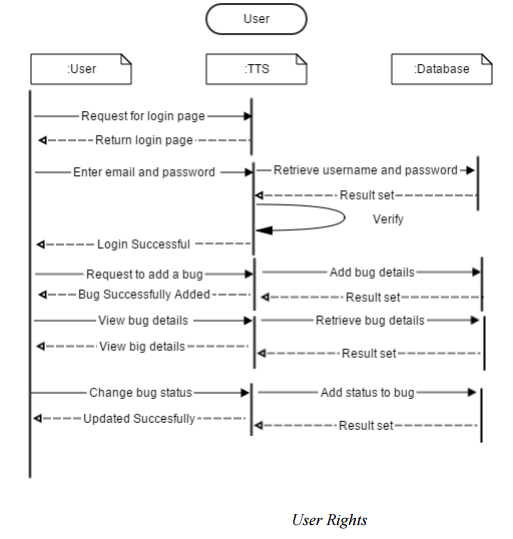 User
:User
:TTS
:Database
Request for login page
Return login page
Enter email and password
Retrieve username and password
Result set
Verify
Login Successful
Request to add a bug
Add bug details
Bug Successfully Added
Result set
View bug details
Retrieve bug details
View big details
Result set
Change bug status
Add status to bug
Updated Succesfully
Result set
User Rights